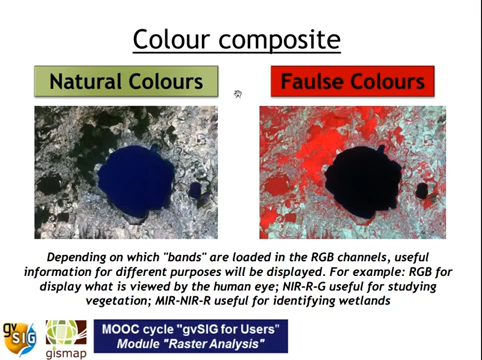 Colour composite
Natural Colours
Faulse Colours
Depending on which "bands" are loaded in the RGB channels, useful
information for different purposes will be displayed. For example: RGB for
display what is viewed by the human eye; NIR-R-G useful for studying
vegetation; MIR-NIR-R useful for identifying wetlands
gv
SIG
gismap
MOOC cycle "gvSIG for Users"
Module "Raster Analysis"